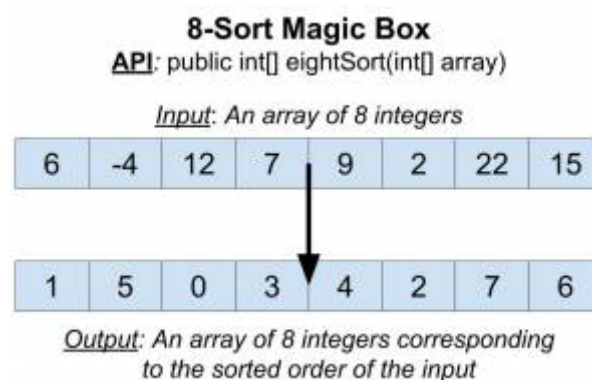 8-Sort Magic Box
API: public int[] eightSort(int[] array)
Input: An array of 8 integers
6 -4 12 7 9 2 22 15
1 5 0 3 4 2 7 6
Output: An array of 8 integers corresponding
to the sorted order of the input